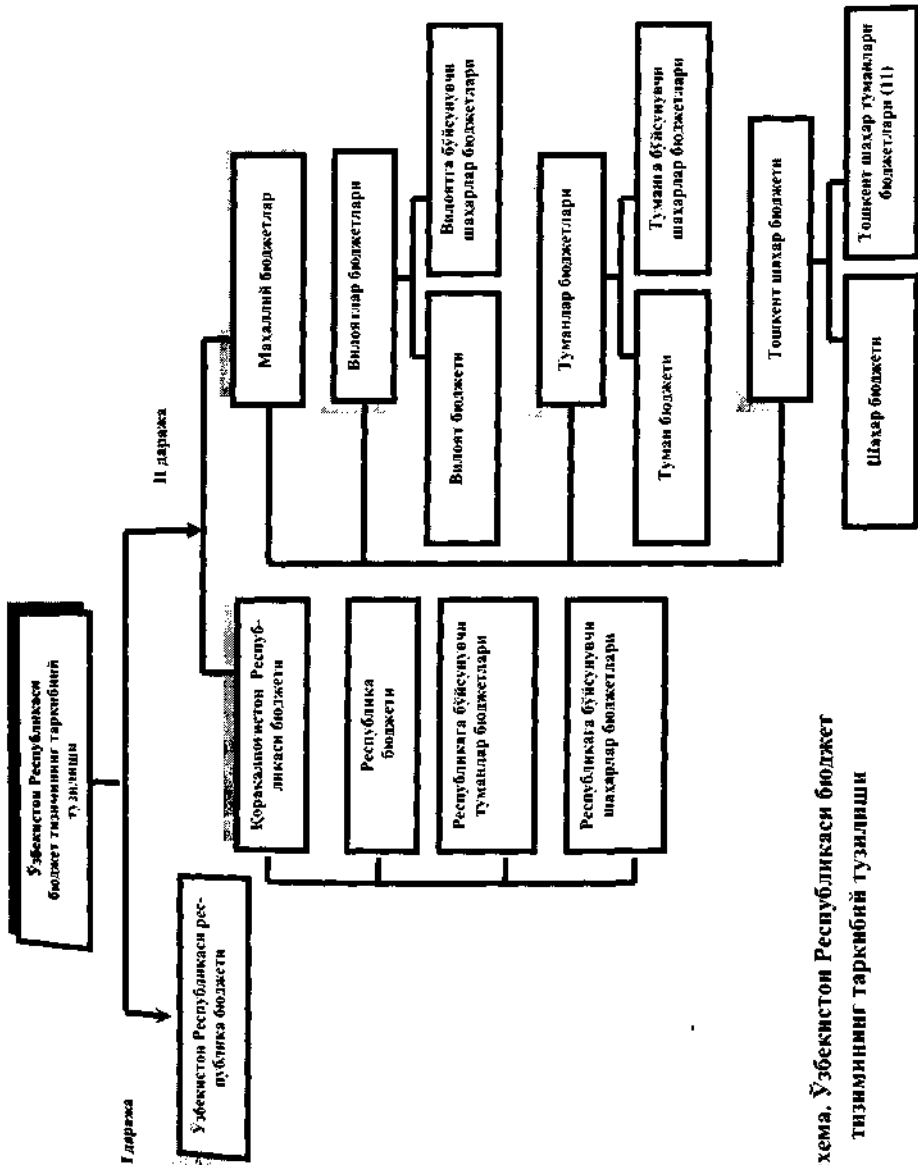 Ўзбекистон Республикаси
бюджет тизимининг таркибий
тузилиши
I даража
II даража
Ўзбекистон Республикаси рес-
публика бюджети
Қорақалпоғистон Респуб-
ликаси бюджети
Республика
бюджети
Республикага бўйсунувчи
туманлар бюджетлари
Республикага бўйсунувчи
шаҳарлар бюджетлари
Маҳаллий бюджетлар
Вилоятлар бюджетлари
Вилоят бюджети
Вилоятга бўйсунувчи
шаҳарлар бюджетлари
Туманлар бюджетлари
Туман бюджети
Туманга бўйсунувчи
шаҳарлар бюджетлари
Тошкент шаҳар бюджети
Шаҳар бюджети
Тошкент шаҳар туманлари
бюджетлари (11)
хема. Ўзбекистон Республикаси бюджет
тизимининг таркибий тузилиши